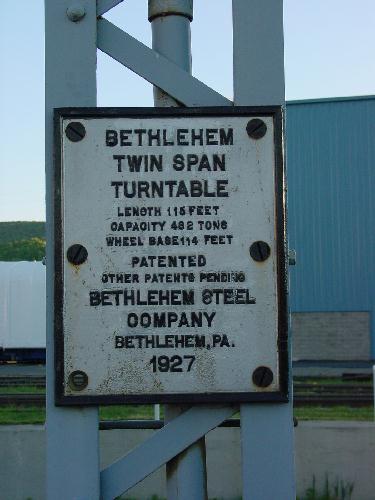 BETHLEHEM
TWIN SPAN
TURNTABLE
LENGTH 115 FEET
CAPACITY 482 TONS
WHEEL BASE 114 FEET
PATENTED
OTHER PATENTS PENDING
BETHLEHEM STEEL
COMPANY
BETHLEHEM, PA.
1927